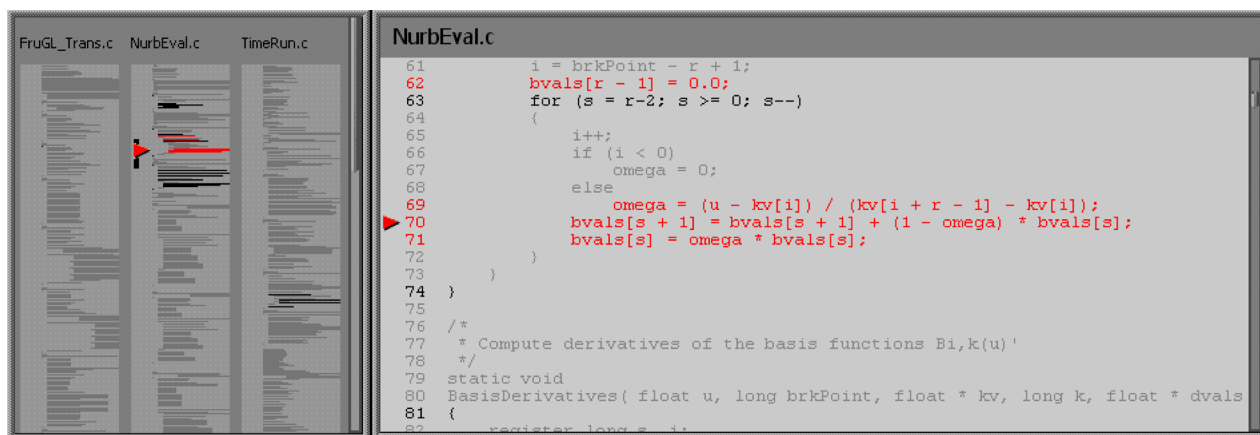 FruGL_Trans.c NurbEval.c TimeRun.c
NurbEval.c
61 i = brkPoint - r + 1;
62 bvals[r - 1] = 0.0;
63 for (s = r-2; s >= 0; s--)
64 {
65 i++;
66 if (i < 0)
67 omega = 0;
68 else
69 omega = (u - kv[i]) / (kv[i + r - 1] - kv[i]);
70 bvals[s + 1] = bvals[s + 1] + (1 - omega) * bvals[s];
71 bvals[s] = omega * bvals[s];
72 }
73 }
74 }
75
76 /*
77 * Compute derivatives of the basis functions Bi,k(u)'
78 */
79 static void
80 BasisDerivatives( float u, long brkPoint, float * kv, long k, float * dvals
81 {
82 register long s, i;